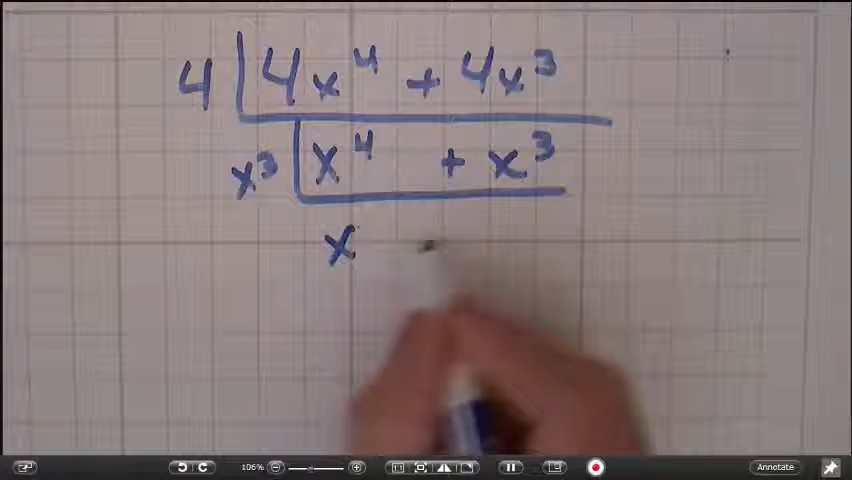 4 4x⁴ + 4x³
x³ x⁴ + x³
x
106%
Annotate